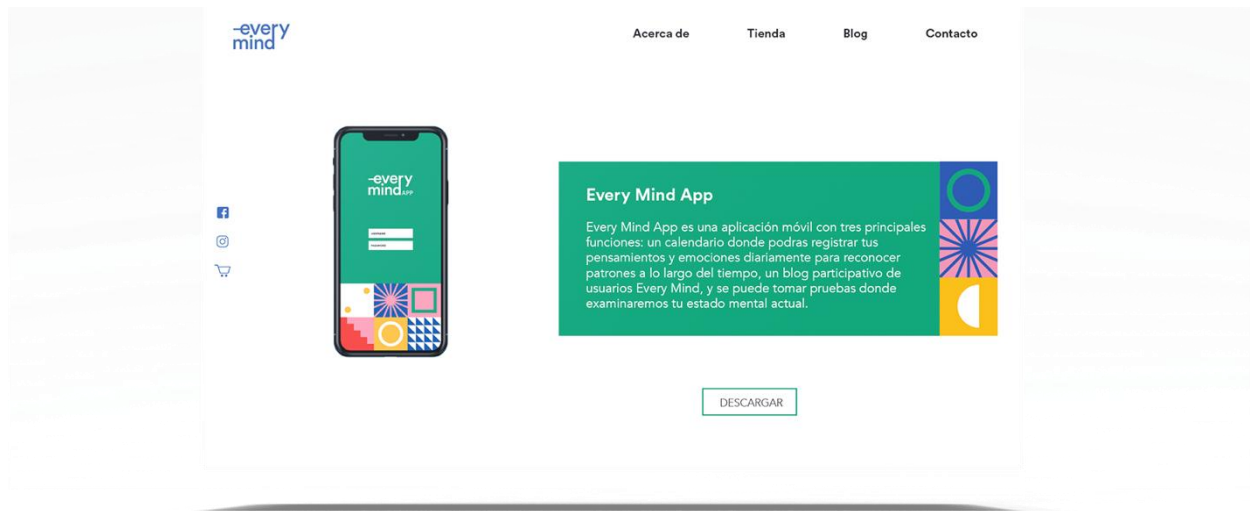 every
mind
Acerca de
Tienda
Blog
Contacto
every
mind APP
Every Mind App
Every Mind App es una aplicación móvil con tres principales
funciones: un calendario donde podras registrar tus
pensamientos y emociones diariamente para reconocer
patrones a lo largo del tiempo, un blog participativo de
usuarios Every Mind, y se puede tomar pruebas donde
examinaremos tu estado mental actual.
DESCARGAR